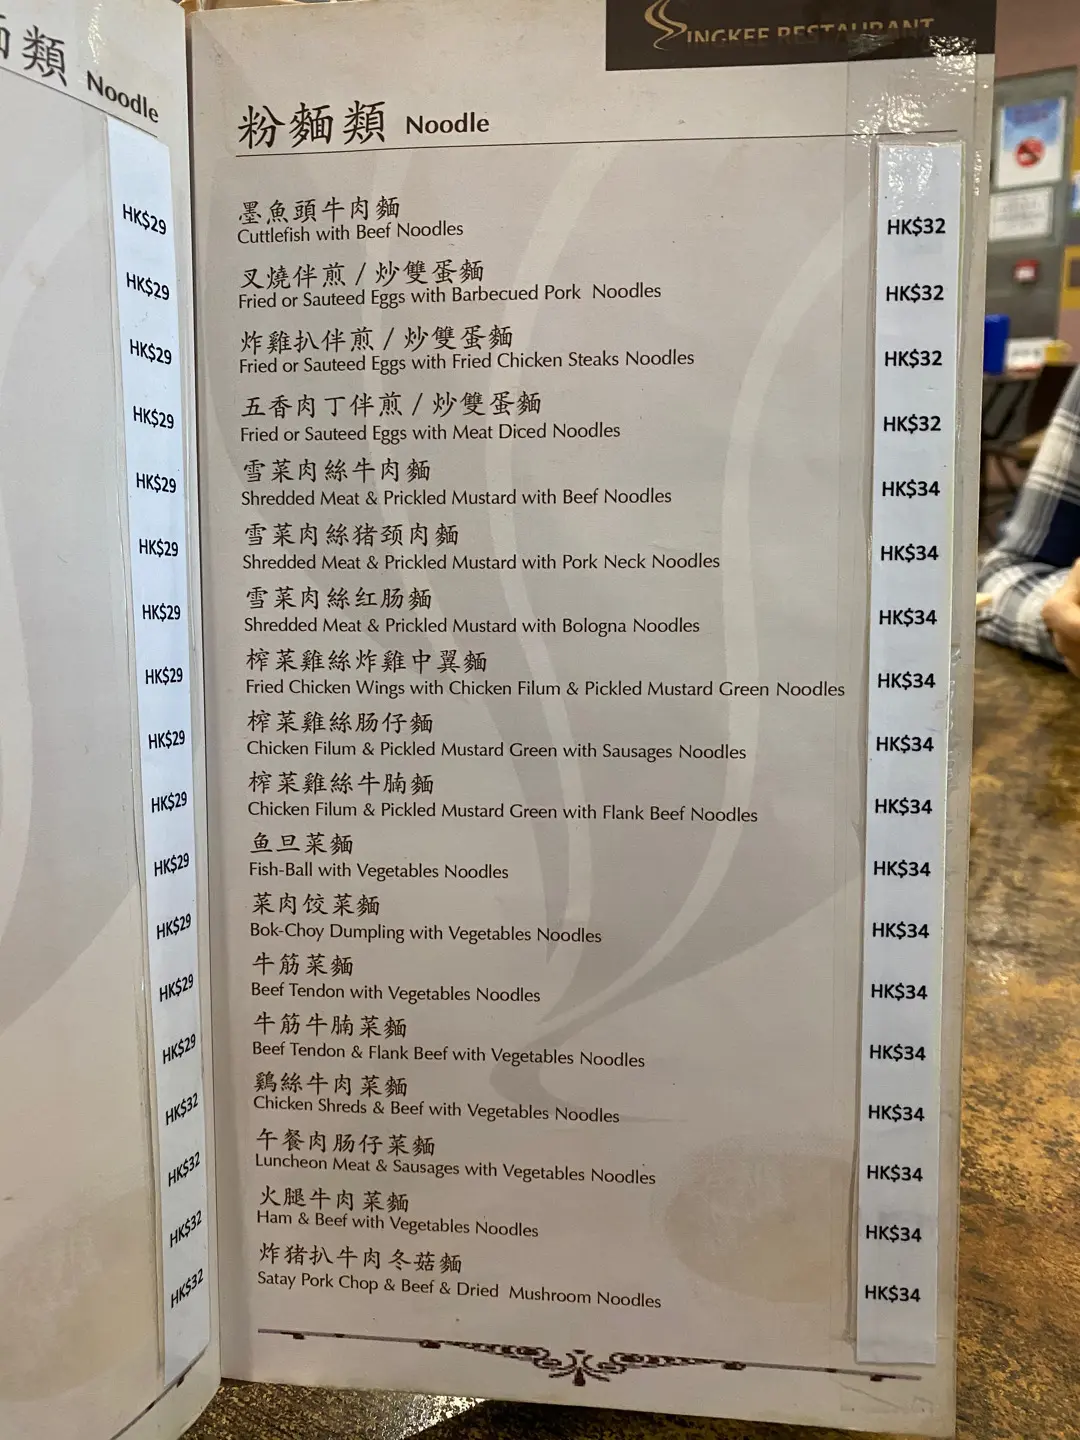 類 Noodle
HK$29
HK$29
HK$29
HK$29
HK$29
HK$29
HK$29
HK$29
HK$29
HK$29
HK$29
HK$29
HK$29
HK$29
HK$32
HK$32
HK$32
HK$32
SINGKEE RESTAURANT
粉麵類 Noodle
墨魚頭牛肉麵
Cuttlefish with Beef Noodles HK$32
叉燒伴煎 / 炒雙蛋麵
Fried or Sauteed Eggs with Barbecued Pork Noodles HK$32
炸雞扒伴煎 / 炒雙蛋麵
Fried or Sauteed Eggs with Fried Chicken Steaks Noodles HK$32
五香肉丁伴煎 / 炒雙蛋麵
Fried or Sauteed Eggs with Meat Diced Noodles HK$32
雪菜肉絲牛肉麵
Shredded Meat & Prickled Mustard with Beef Noodles HK$34
雪菜肉絲猪颈肉麵
Shredded Meat & Prickled Mustard with Pork Neck Noodles HK$34
雪菜肉絲红肠麵
Shredded Meat & Prickled Mustard with Bologna Noodles HK$34
榨菜雞絲炸雞中翼麵
Fried Chicken Wings with Chicken Filum & Pickled Mustard Green Noodles HK$34
榨菜雞絲肠仔麵
Chicken Filum & Pickled Mustard Green with Sausages Noodles HK$34
榨菜雞絲牛腩麵
Chicken Filum & Pickled Mustard Green with Flank Beef Noodles HK$34
鱼旦菜麵
Fish-Ball with Vegetables Noodles HK$34
菜肉饺菜麵
Bok-Choy Dumpling with Vegetables Noodles HK$34
牛筋菜麵
Beef Tendon with Vegetables Noodles HK$34
牛筋牛腩菜麵
Beef Tendon & Flank Beef with Vegetables Noodles HK$34
鷄絲牛肉菜麵
Chicken Shreds & Beef with Vegetables Noodles HK$34
午餐肉肠仔菜麵
Luncheon Meat & Sausages with Vegetables Noodles HK$34
火腿牛肉菜麵
Ham & Beef with Vegetables Noodles HK$34
炸猪扒牛肉冬菇麵
Satay Pork Chop & Beef & Dried Mushroom Noodles HK$34